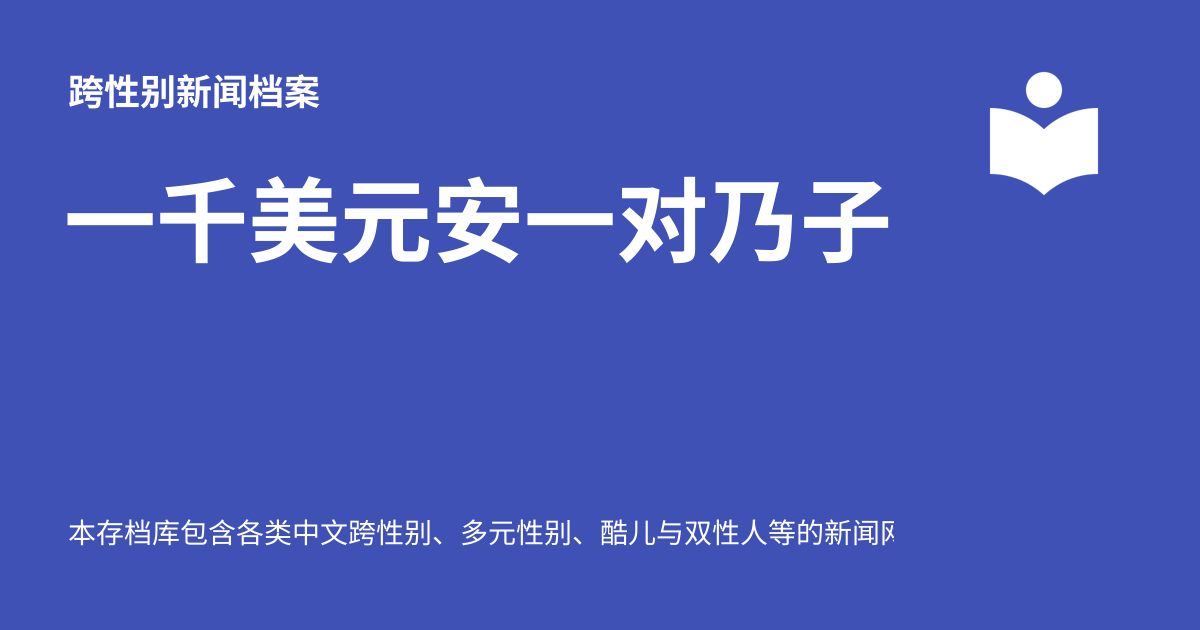 跨性别新闻档案
一千美元安一对乃子
本存档库包含各类中文跨性别、多元性别、酷儿与双性人等的新闻网